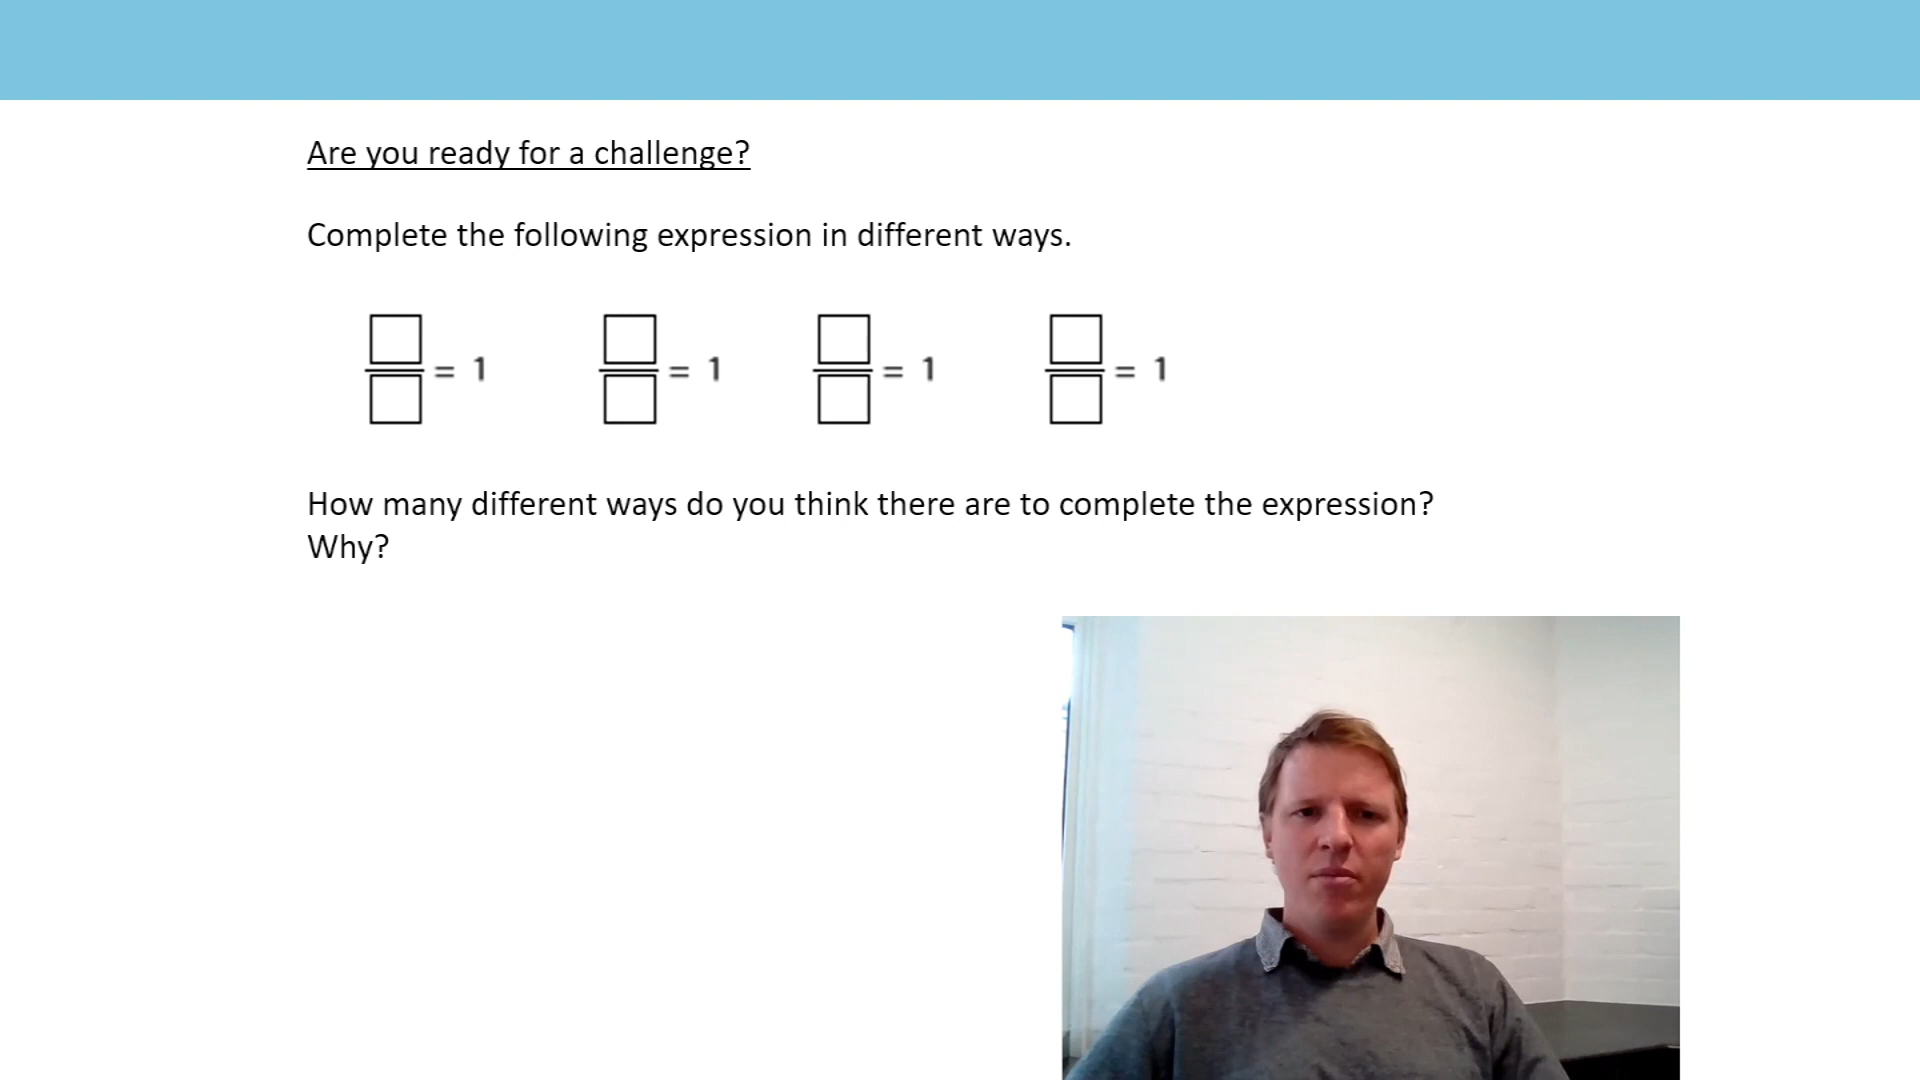 Are you ready for a challenge?
Complete the following expression in different ways.
= 1 = 1 = 1 = 1
How many different ways do you think there are to complete the expression?
Why?